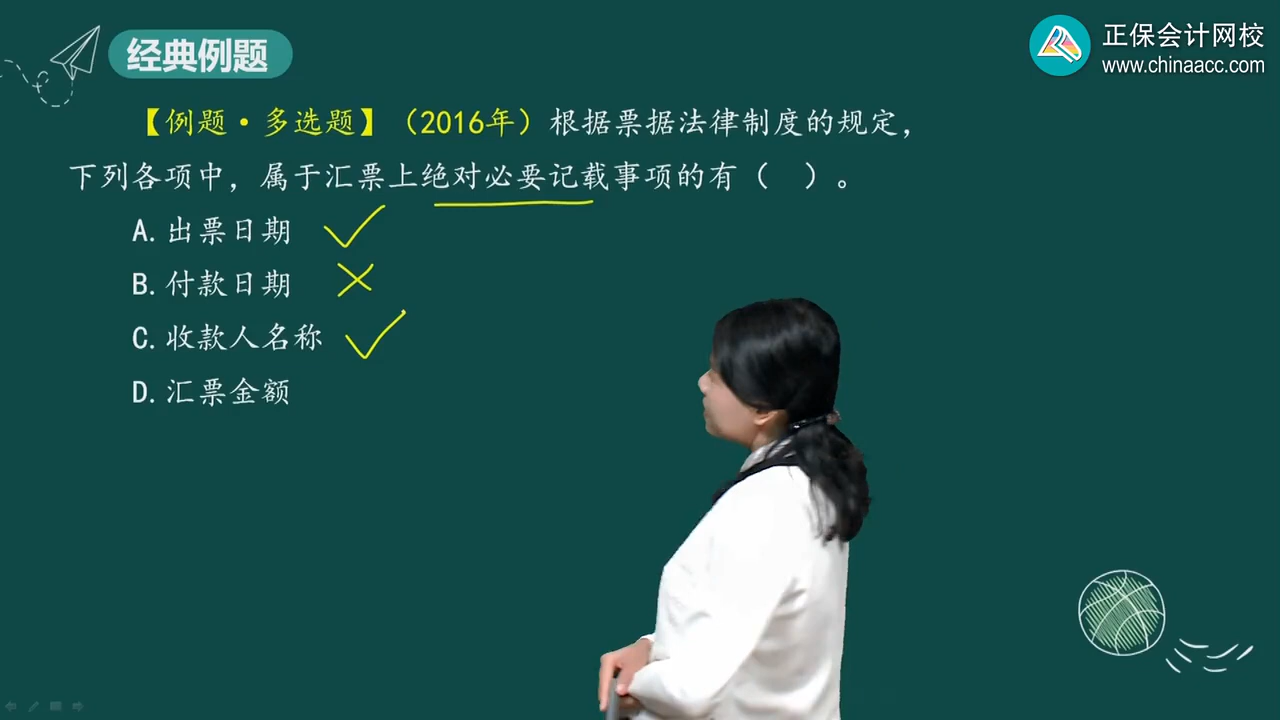 经典例题
正保会计网校
www.chinaacc.com
【例题·多选题】（2016年）根据票据法律制度的规定，
下列各项中，属于汇票上绝对必要记载事项的有（ ）。
A.出票日期
B.付款日期
C.收款人名称
D.汇票金额